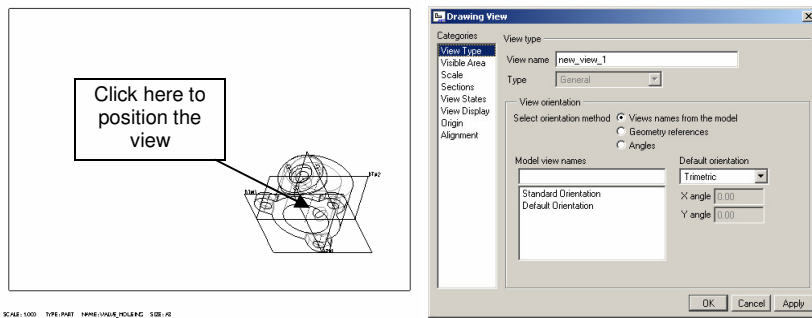 Click here to
position the
view
DTM2
SCALE: 1.000 TYPE: PART NAME: VALVE_HOUSING SIZE: A3
Drawing View
Categories
View Type
Visible Area
Scale
Sections
View States
View Display
Origin
Alignment
View type
View name new_view_1
Type General
View orientation
Select orientation method Views names from the model
Geometry references
Angles
Model view names
Default orientation
Trimetric
Standard Orientation
Default Orientation
X angle 0.00
Y angle 0.00
OK Cancel Apply